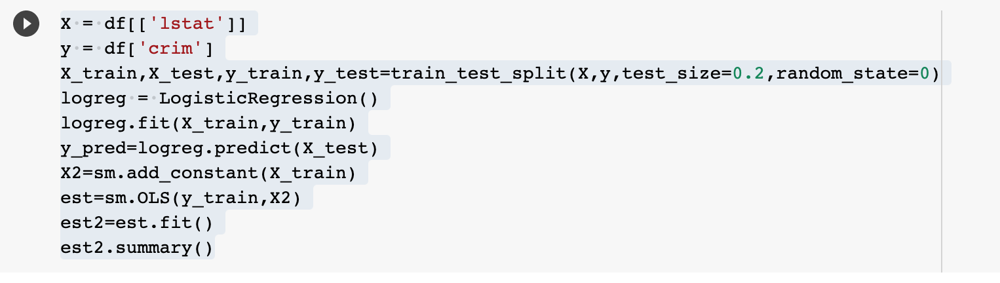 X = df[['lstat']]
y = df['crim']
X_train,X_test,y_train,y_test=train_test_split(X,y,test_size=0.2,random_state=0)
logreg = LogisticRegression()
logreg.fit(X_train,y_train)
y_pred=logreg.predict(X_test)
X2=sm.add_constant(X_train)
est=sm.OLS(y_train,X2)
est2=est.fit()
est2.summary()